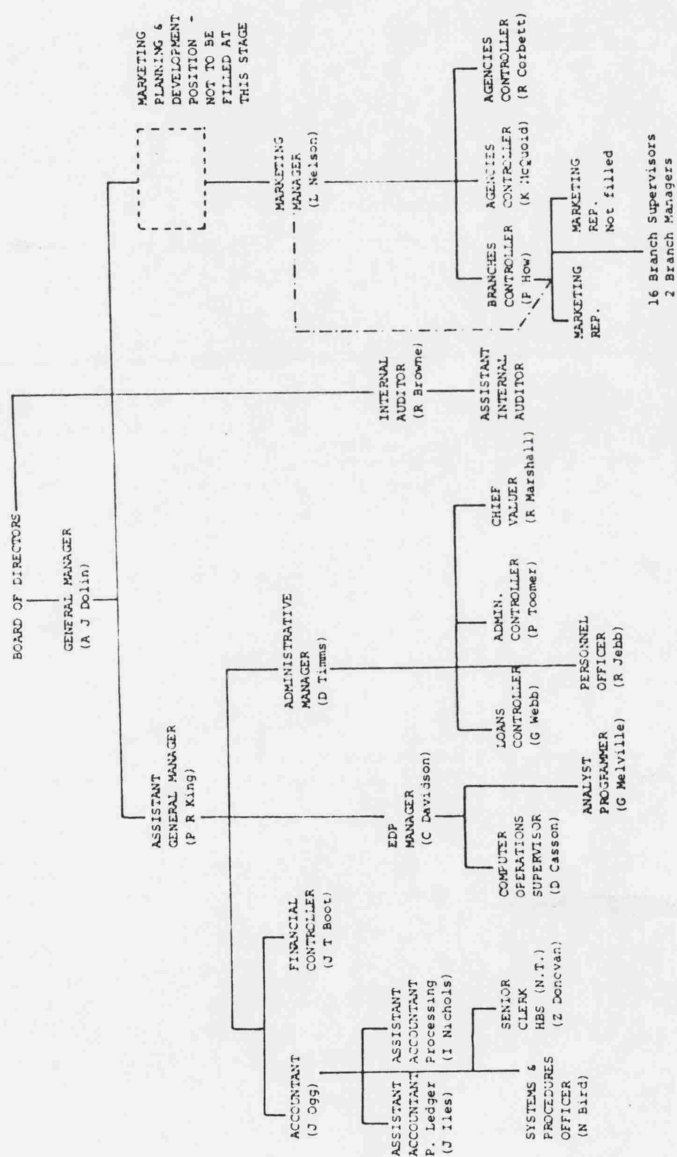 BOARD OF DIRECTORS
GENERAL MANAGER
(A J Dolin)
ASSISTANT
GENERAL MANAGER
(P R King)
MARKETING
PLANNING &
DEVELOPMENT
POSITION -
NOT TO BE
FILLED AT
THIS STAGE
ACCOUNTANT
(J Ogg)
FINANCIAL
CONTROLLER
(J T Boot)
ADMINISTRATIVE
MANAGER
(D Timms)
MARKETING
MANAGER
(L Nelson)
ASSISTANT
ACCOUNTANT
P. Ledger
(J Iles)
ASSISTANT
ACCOUNTANT
Processing
(I Nichols)
EDP
MANAGER
(C Davidson)
INTERNAL
AUDITOR
(R Browne)
SYSTEMS &
PROCEDURES
OFFICER
(N Bird)
SENIOR
CLERK
HBS (N.T.)
(Z Donovan)
COMPUTER
OPERATIONS
SUPERVISOR
(D Casson)
LOANS
CONTROLLER
(G Webb)
ADMIN.
CONTROLLER
(P Toomer)
CHIEF
VALUER
(R Marshall)
ASSISTANT
INTERNAL
AUDITOR
BRANCHES
CONTROLLER
(P How)
AGENCIES
CONTROLLER
(K McQuoid)
AGENCIES
CONTROLLER
(R Corbett)
ANALYST
PROGRAMMER
(G Melville)
PERSONNEL
OFFICER
(R Jebb)
MARKETING
REP.
MARKETING
REP.
Not filled
16 Branch Supervisors
2 Branch Managers